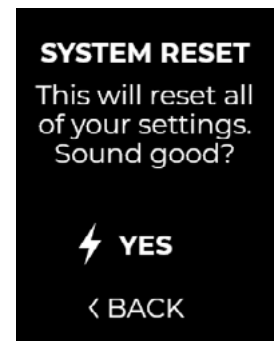 SYSTEM RESET
This will reset all
of your settings.
Sound good?
YES
< BACK